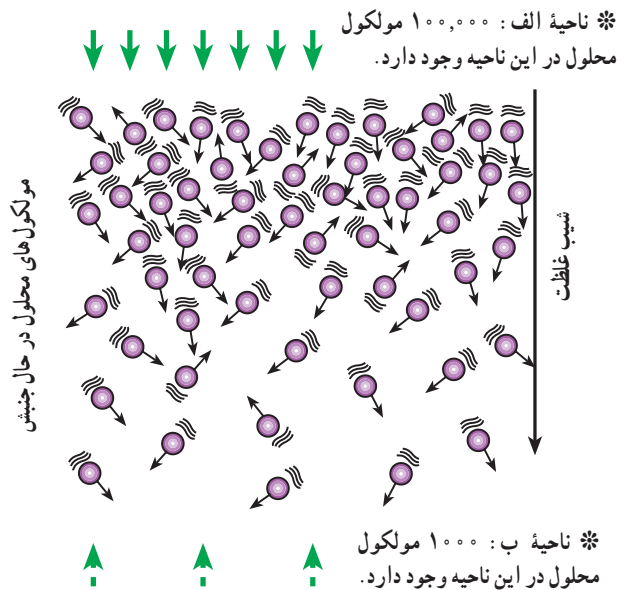 ❊ ناحیهٔ الف: ۱۰۰,۰۰۰ مولکول
محلول در این ناحیه وجود دارد.
شیب غلظت
مولکول‌های محلول در حال جنبش
❊ ناحیهٔ ب: ۱۰۰۰ مولکول
محلول در این ناحیه وجود دارد.